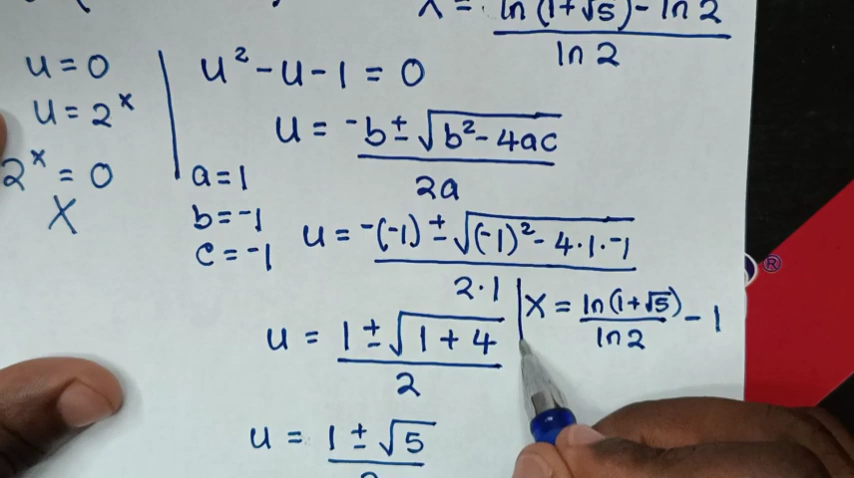 x = ln(1+√5) - ln 2 / ln 2
u = 0
u = 2^x
2^x = 0
X
u² - u - 1 = 0
u = -b ± √(b² - 4ac) / 2a
a = 1
b = -1
c = -1
u = -(-1) ± √((-1)² - 4·1·-1) / 2·1
u = 1 ± √(1 + 4) / 2
u = 1 ± √5
x = ln(1+√5) / ln 2 - 1
®